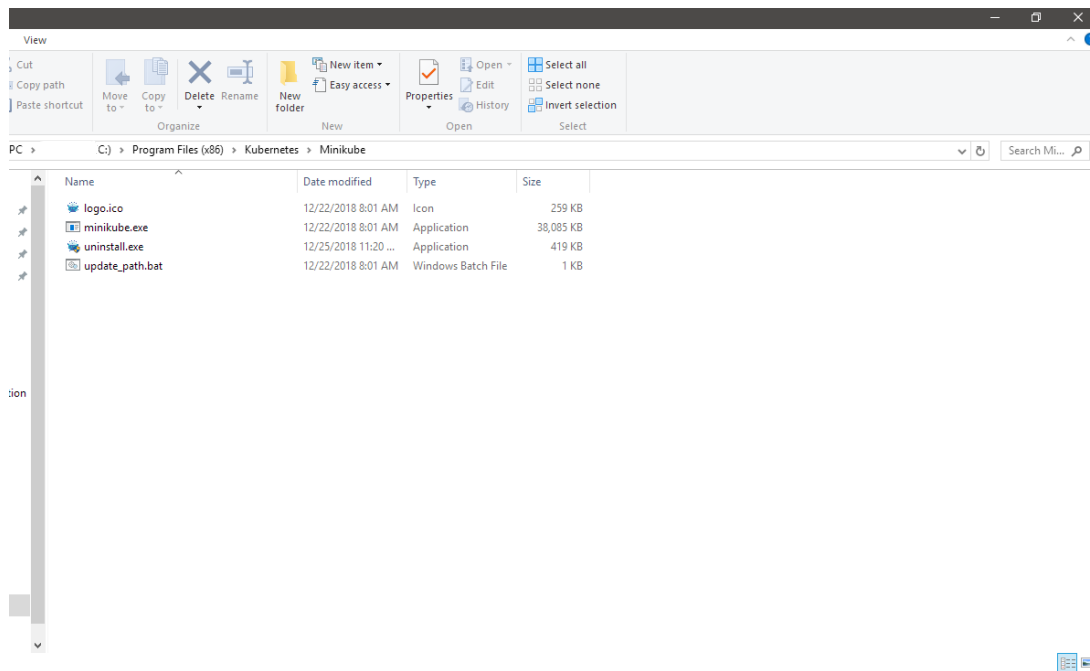 View
Cut
Copy path
Paste shortcut
Move to
Copy to
Delete
Rename
New folder
New item
Easy access
Properties
Open
Edit
History
Select all
Select none
Invert selection
Organize
New
Open
Select
PC > C:) > Program Files (x86) > Kubernetes > Minikube
Search Mi...
Name Date modified Type Size
logo.ico 12/22/2018 8:01 AM Icon 259 KB
minikube.exe 12/22/2018 8:01 AM Application 38,085 KB
uninstall.exe 12/25/2018 11:20 ... Application 419 KB
update_path.bat 12/22/2018 8:01 AM Windows Batch File 1 KB
tion